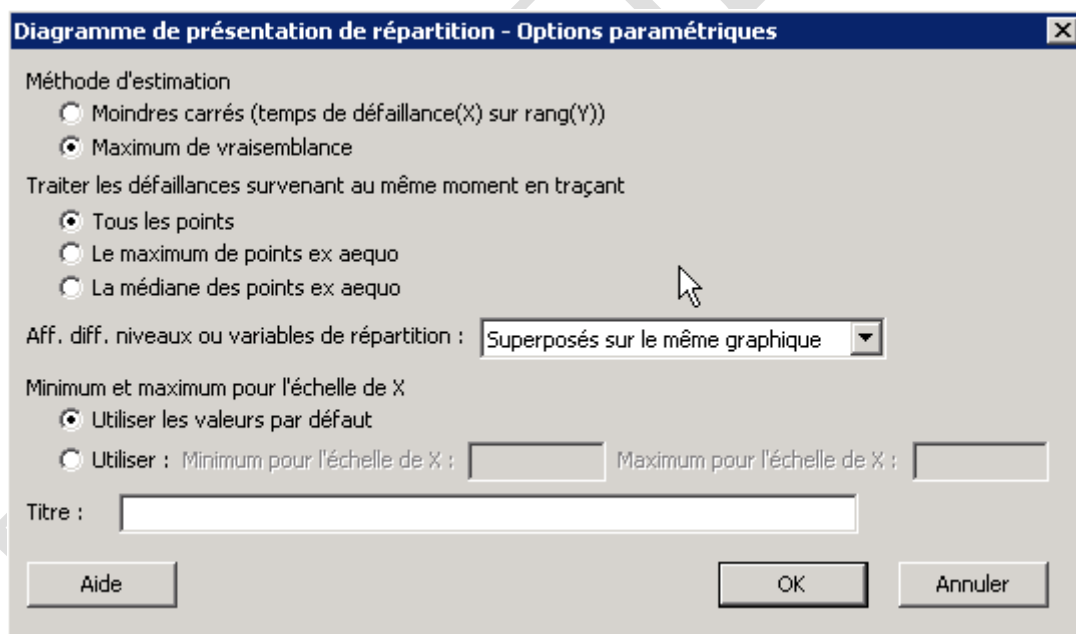 Diagramme de présentation de répartition - Options paramétriques
Méthode d'estimation
Moindres carrés (temps de défaillance(X) sur rang(Y))
Maximum de vraisemblance
Traiter les défaillances survenant au même moment en traçant
Tous les points
Le maximum de points ex aequo
La médiane des points ex aequo
Aff. diff. niveaux ou variables de répartition : Superposés sur le même graphique
Minimum et maximum pour l'échelle de X
Utiliser les valeurs par défaut
Utiliser : Minimum pour l'échelle de X : Maximum pour l'échelle de X :
Titre :
Aide OK Annuler